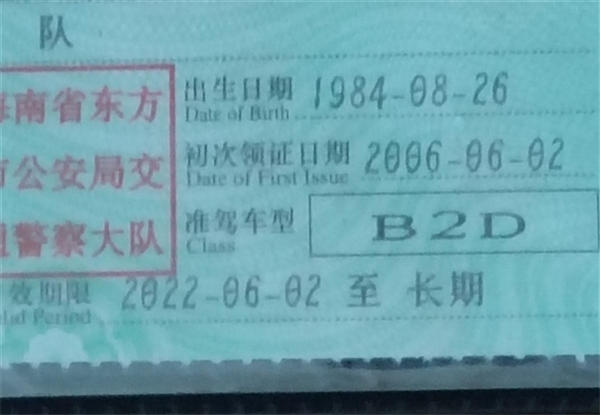 队
海南省东方
市公安局交
通警察大队
出生日期 1984-08-26
Date of Birth
初次领证日期 2006-06-02
Date of First Issue
准驾车型 B2D
Class
效期限 2022-06-02 至 长期
Period